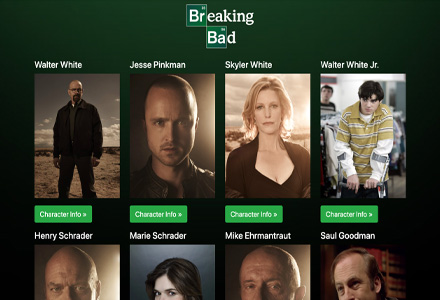 Breaking
Bad
Walter White
Jesse Pinkman
Skyler White
Walter White Jr.
Character Info »
Character Info »
Character Info »
Character Info »
Henry Schrader
Marie Schrader
Mike Ehrmantraut
Saul Goodman